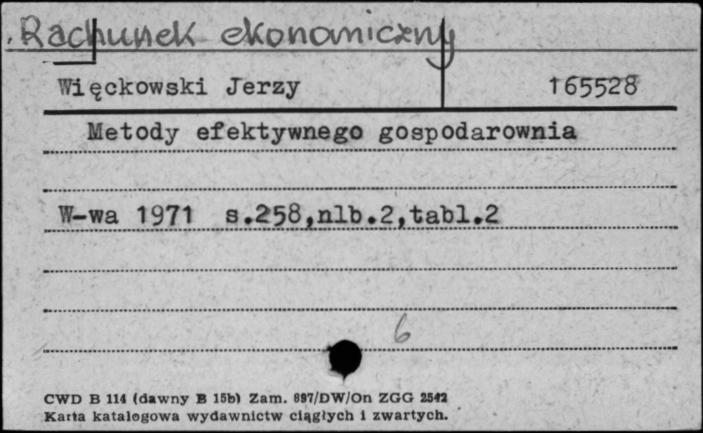 Rachunek ekonomiczny
Więckowski Jerzy 165528
Metody efektywnego gospodarownia
W-wa 1971 s.258,nlb.2,tabl.2
6
CWD B 114 (dawny B 15b) Zam. 897/DW/On ZGG 2542
Karta katalogowa wydawnictw ciągłych i zwartych.